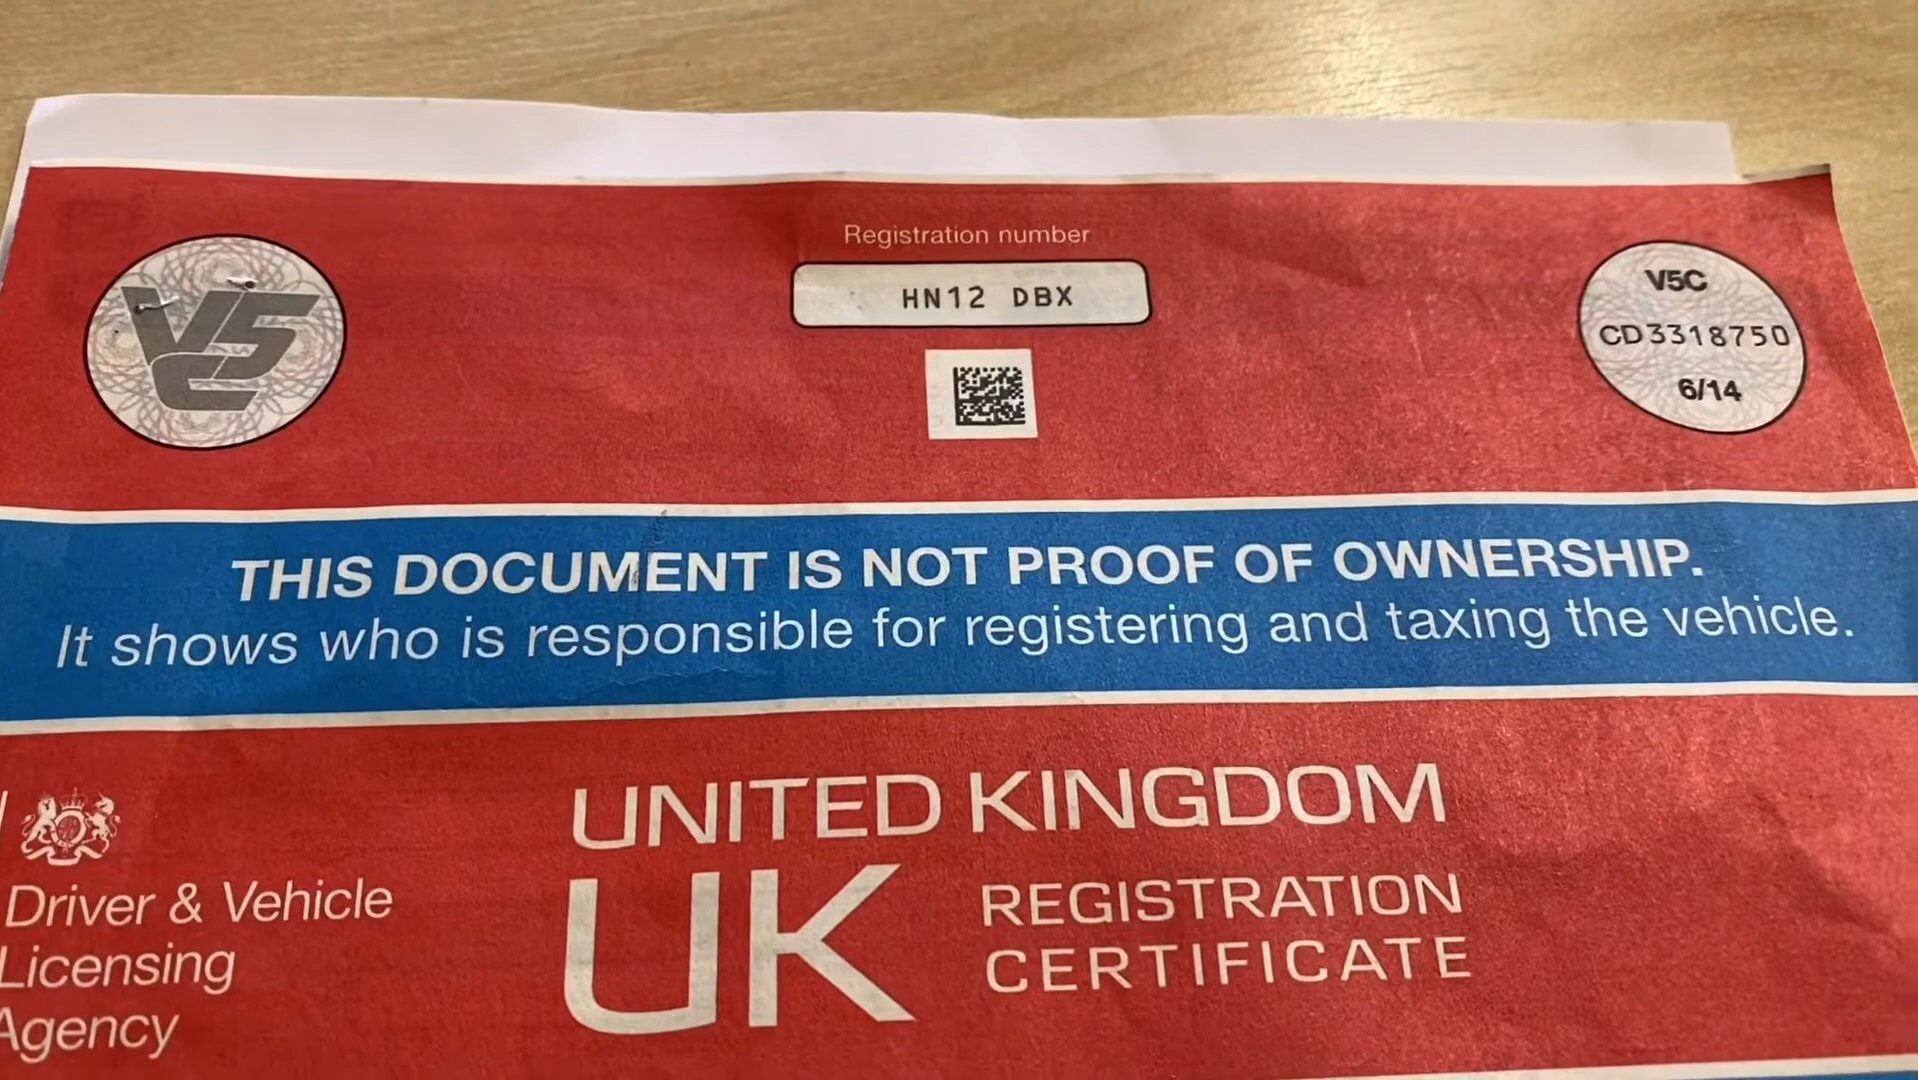 Registration number
HN12 DBX
V5C
V5C
CD3318750
6/14
THIS DOCUMENT IS NOT PROOF OF OWNERSHIP.
It shows who is responsible for registering and taxing the vehicle.
UNITED KINGDOM
UK
REGISTRATION
CERTIFICATE
Driver & Vehicle
Licensing
Agency